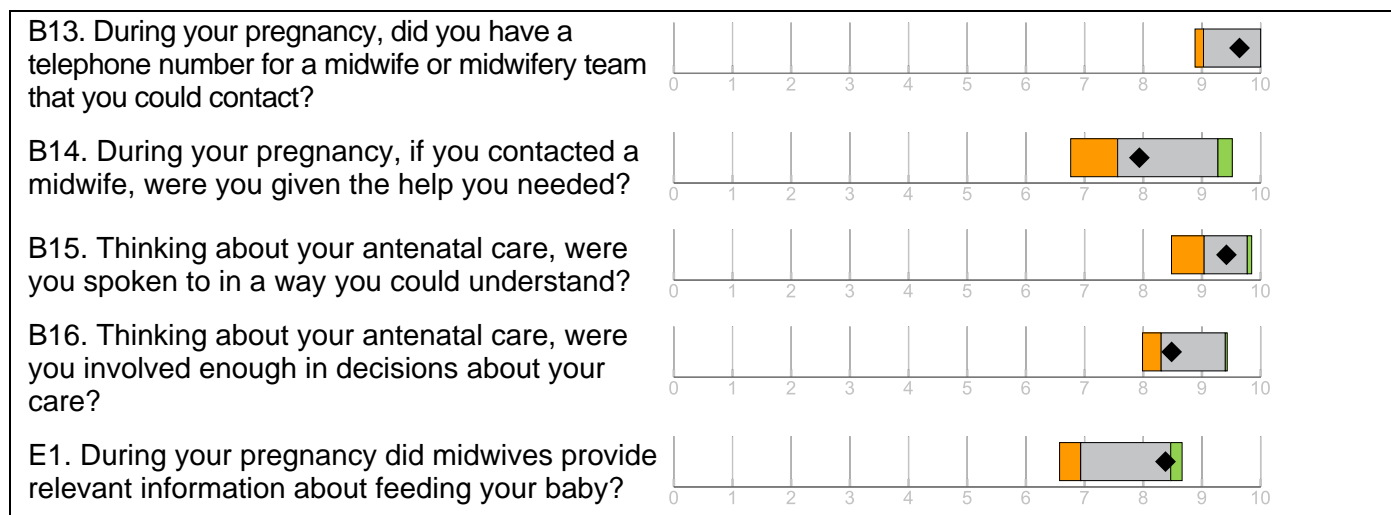 B13. During your pregnancy, did you have a
telephone number for a midwife or midwifery team
that you could contact?
0 1 2 3 4 5 6 7 8 9 10
B14. During your pregnancy, if you contacted a
midwife, were you given the help you needed?
0 1 2 3 4 5 6 7 8 9 10
B15. Thinking about your antenatal care, were
you spoken to in a way you could understand?
0 1 2 3 4 5 6 7 8 9 10
B16. Thinking about your antenatal care, were
you involved enough in decisions about your
care?
0 1 2 3 4 5 6 7 8 9 10
E1. During your pregnancy did midwives provide
relevant information about feeding your baby?
0 1 2 3 4 5 6 7 8 9 10